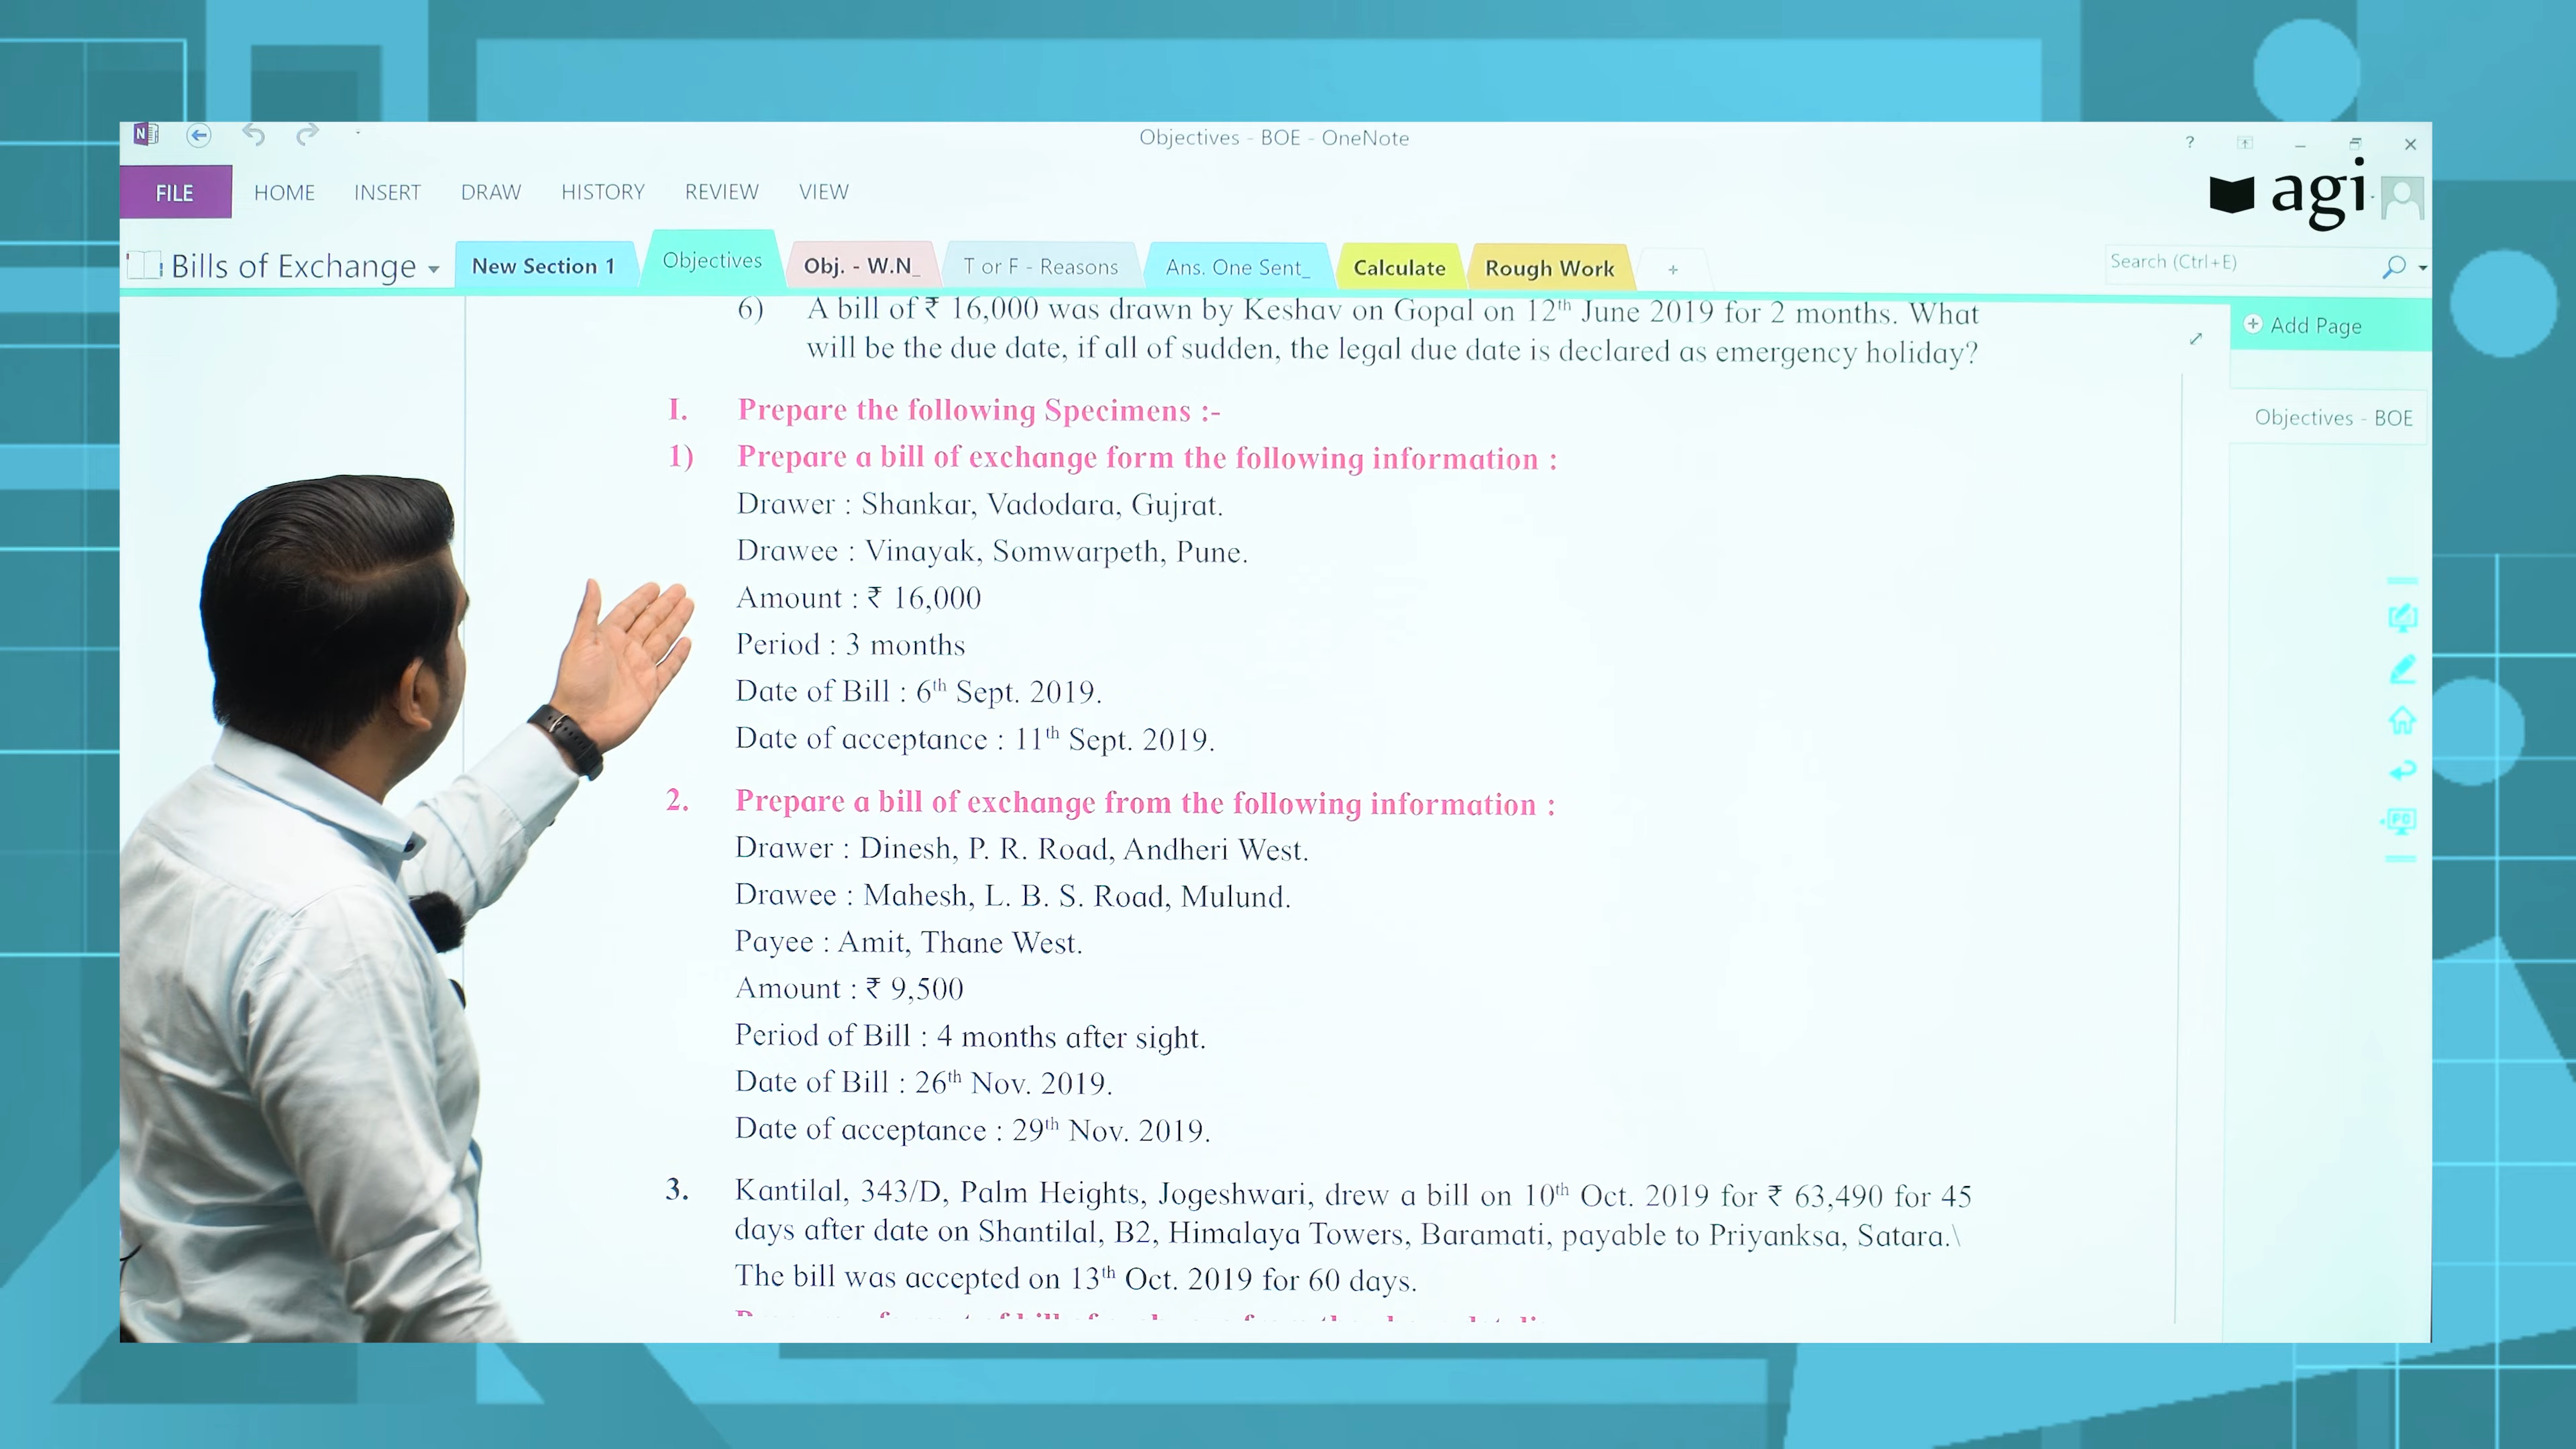 Objectives - BOE - OneNote
?
FILE HOME INSERT DRAW HISTORY REVIEW VIEW
agi
Bills of Exchange New Section 1 Objectives Obj. - W.N_ T or F - Reasons Ans. One Sent_ Calculate Rough Work + Search (Ctrl+E)
6) A bill of ₹ 16,000 was drawn by Keshav on Gopal on 12th June 2019 for 2 months. What
will be the due date, if all of sudden, the legal due date is declared as emergency holiday?
Add Page
Objectives - BOE
I. Prepare the following Specimens :-
1) Prepare a bill of exchange form the following information :
Drawer : Shankar, Vadodara, Gujrat.
Drawee : Vinayak, Somwarpeth, Pune.
Amount : ₹ 16,000
Period : 3 months
Date of Bill : 6th Sept. 2019.
Date of acceptance : 11th Sept. 2019.
2. Prepare a bill of exchange from the following information :
Drawer : Dinesh, P. R. Road, Andheri West.
Drawee : Mahesh, L. B. S. Road, Mulund.
Payee : Amit, Thane West.
Amount : ₹ 9,500
Period of Bill : 4 months after sight.
Date of Bill : 26th Nov. 2019.
Date of acceptance : 29th Nov. 2019.
3. Kantilal, 343/D, Palm Heights, Jogeshwari, drew a bill on 10th Oct. 2019 for ₹ 63,490 for 45
days after date on Shantilal, B2, Himalaya Towers, Baramati, payable to Priyanksa, Satara.\
The bill was accepted on 13th Oct. 2019 for 60 days.